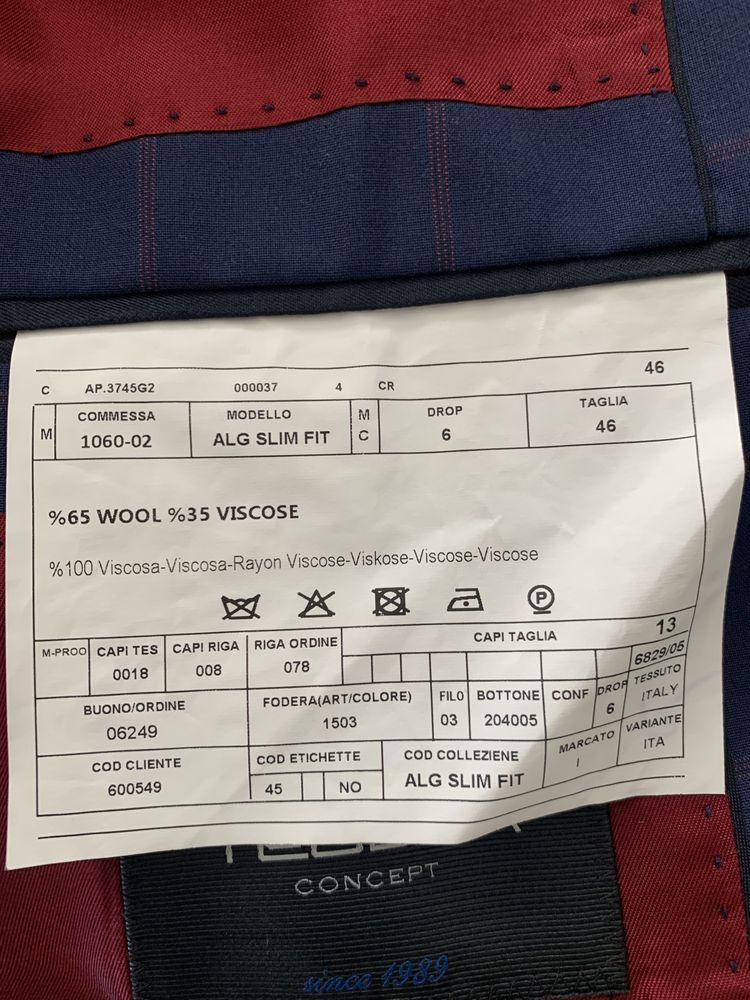 46
C AP.3745G2 000037 4 CR
M COMMESSA MODELLO M C DROP TAGLIA
1060-02 ALG SLIM FIT 6 46
%65 WOOL %35 VISCOSE
%100 Viscosa-Viscosa-Rayon Viscose-Viskose-Viscose-Viscose
P
M-PROO CAPI TES CAPI RIGA RIGA ORDINE CAPI TAGLIA 13
0018 008 078 6829/05
BUONO/ORDINE FODERA(ART/COLORE) FILO BOTTONE CONF DROP TESSUTO
06249 1503 03 204005 6 ITALY
COD CLIENTE COD ETICHETTE COD COLLEZIENE MARCATO VARIANTE
600549 45 NO ALG SLIM FIT I ITA
CONCEPT
since 1989